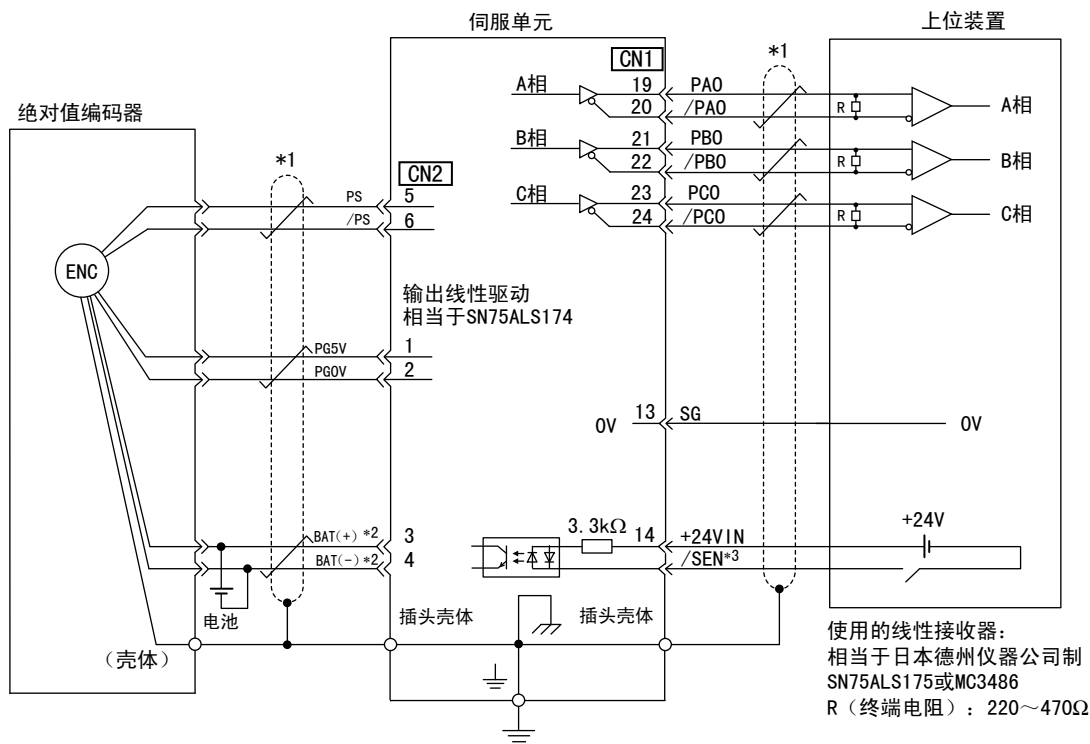 伺服单元
上位装置
绝对值编码器
*1
*1
CN1
CN2
A相
19
PAO
20
/PAO
R
A相
B相
21
PBO
22
/PBO
R
B相
C相
23
PCO
24
/PCO
R
C相
PS
5
/PS
6
ENC
输出线性驱动
相当于SN75ALS174
PG5V
1
PG0V
2
0V
13
SG
0V
BAT(+) *2
3
BAT(-) *2
4
3.3kΩ
14
+24VIN
/SEN*3
+24V
电池
插头壳体
插头壳体
（壳体）
使用的线性接收器：
相当于日本德州仪器公司制
SN75ALS175或MC3486
R（终端电阻）：220～470Ω